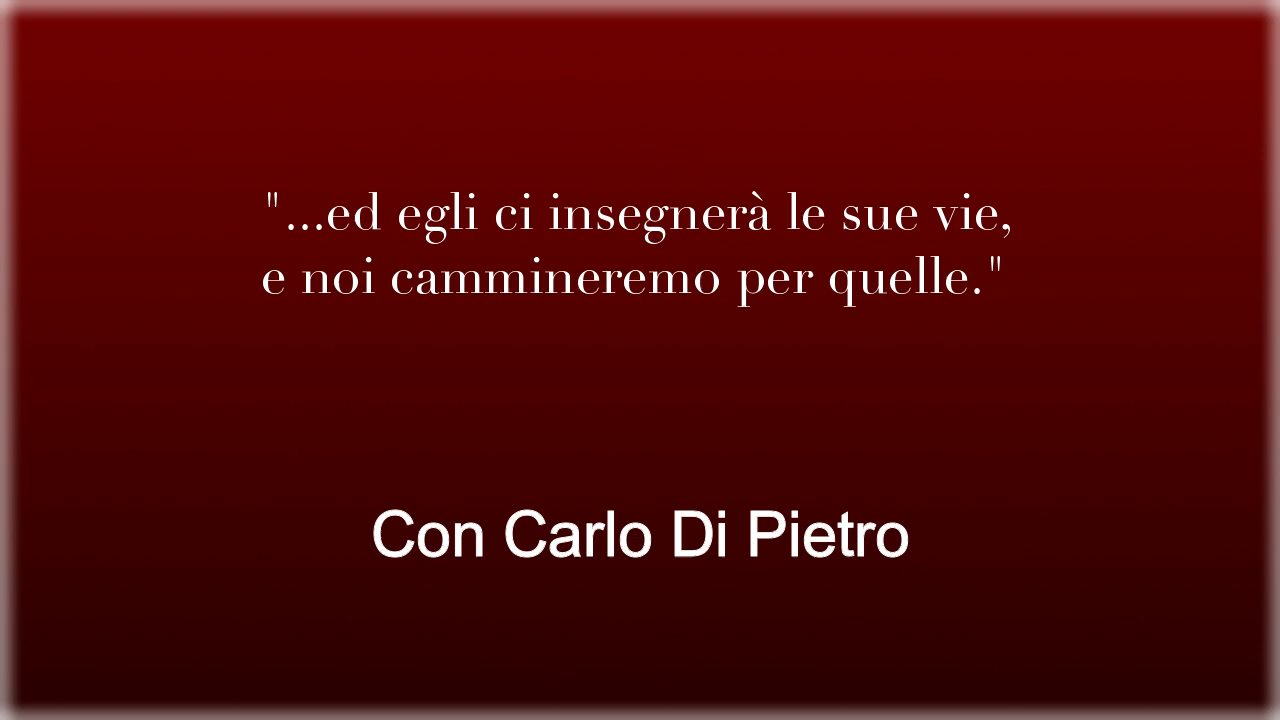 "...ed egli ci insegnerà le sue vie,
e noi cammineremo per quelle."
Con Carlo Di Pietro